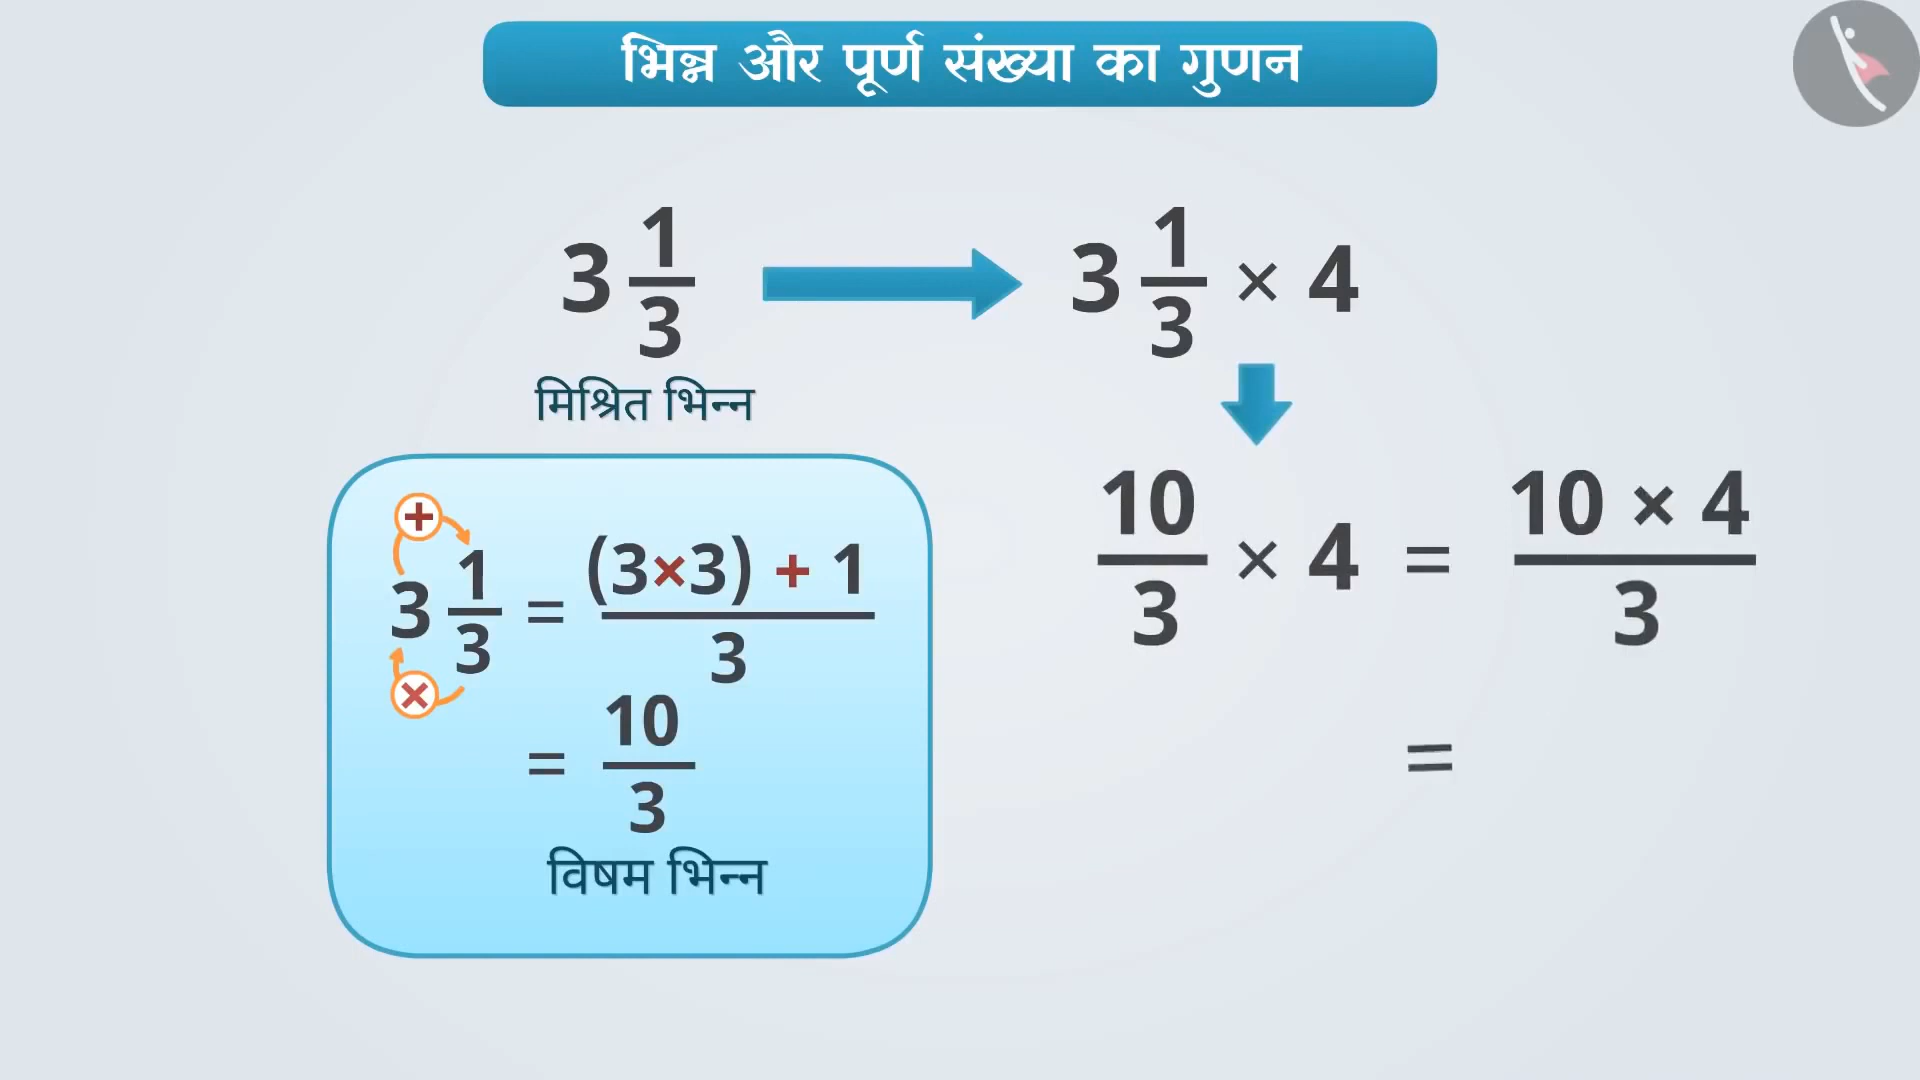 भिन्न और पूर्ण संख्या का गुणन
3 1/3 → 3 1/3 × 4
मिश्रित भिन्न
3 1/3 = (3×3) + 1 / 3
+
×
= 10/3
विषम भिन्न
10/3 × 4 = 10 × 4 / 3
=